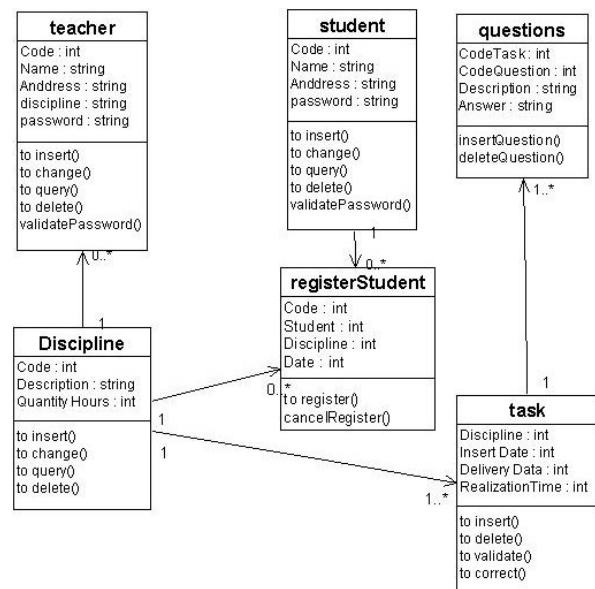 teacher
Code : int
Name : string
Anddress : string
discipline : string
password : string
to insert()
to change()
to query()
to delete()
validatePassword()
0..*
1
student
Code : int
Name : string
Anddress : string
password : string
to insert()
to change()
to query()
to delete()
validatePassword()
1
0..*
questions
CodeTask : int
CodeQuestion : int
Description : string
Answer : string
insertQuestion()
deleteQuestion()
1..*
1
registerStudent
Code : int
Student : int
Discipline : int
Date : int
to register()
cancelRegister()
0..*
1
Discipline
Code : int
Description : string
Quantity Hours : int
to insert()
to change()
to query()
to delete()
1
1..*
task
Discipline : int
Insert Date : int
Delivery Data : int
RealizationTime : int
to insert()
to delete()
to validate()
to correct()